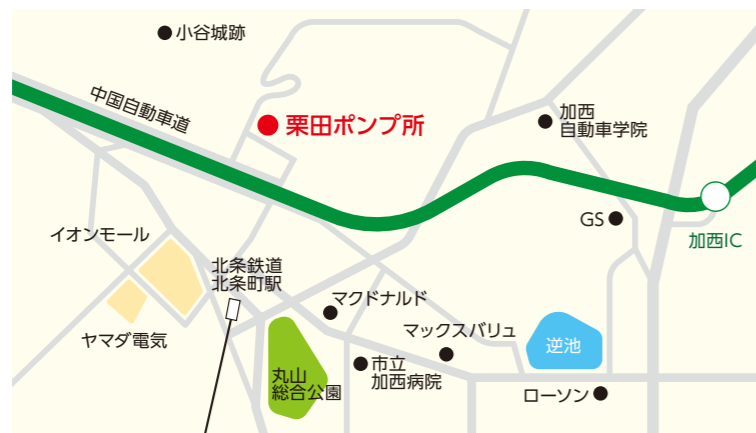 小谷城跡
中国自動車道
栗田ポンプ所
加西
自動車学院
GS
加西IC
イオンモール
北条鉄道
北条町駅
マクドナルド
マックスバリュ
逆池
ヤマダ電気
丸山
総合公園
市立
加西病院
ローソン